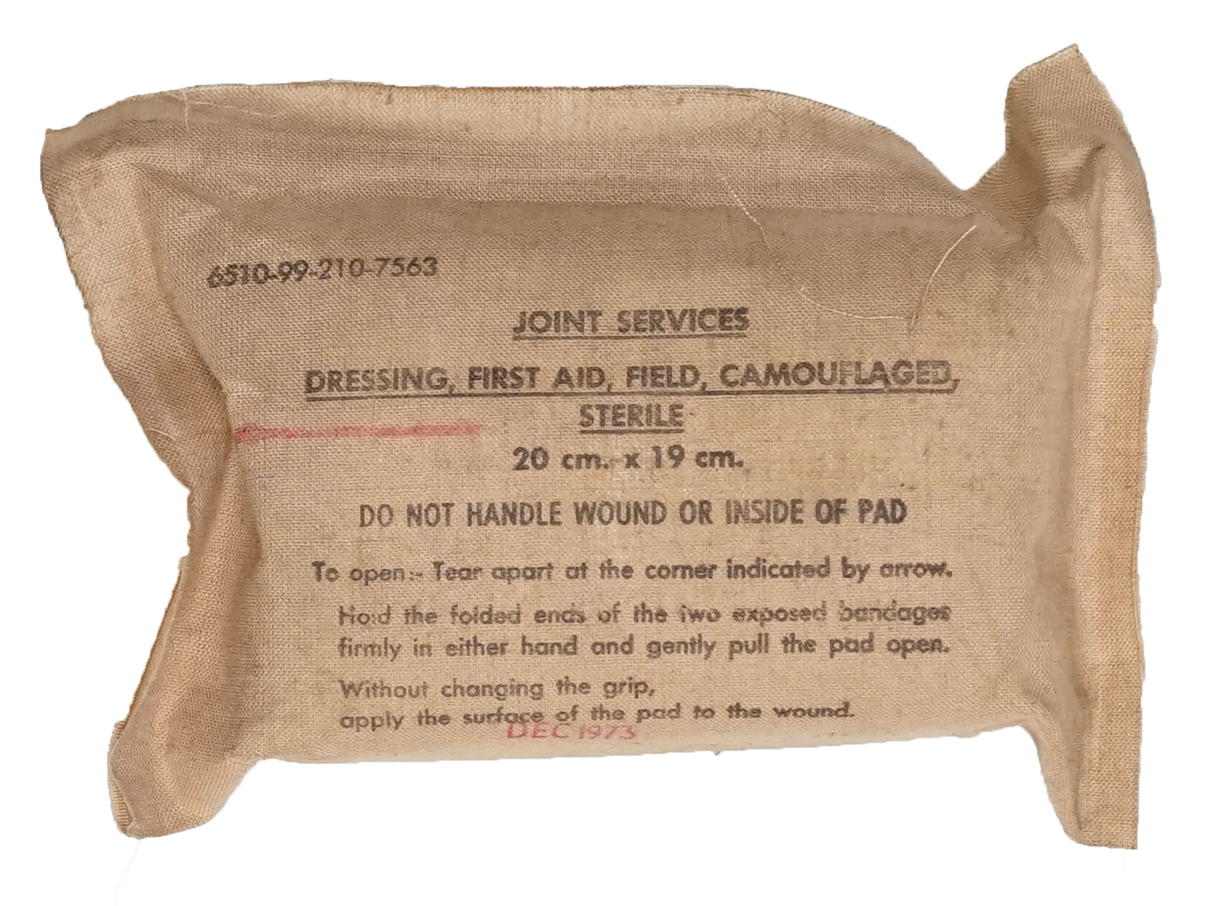 6510-99-210-7563
JOINT SERVICES
DRESSING, FIRST AID, FIELD, CAMOUFLAGED,
STERILE
20 cm. x 19 cm.
DO NOT HANDLE WOUND OR INSIDE OF PAD
To open:- Tear apart at the corner indicated by arrow.
Hold the folded ends of the two exposed bandages
firmly in either hand and gently pull the pad open.
Without changing the grip,
apply the surface of the pad to the wound.
DEC 1973